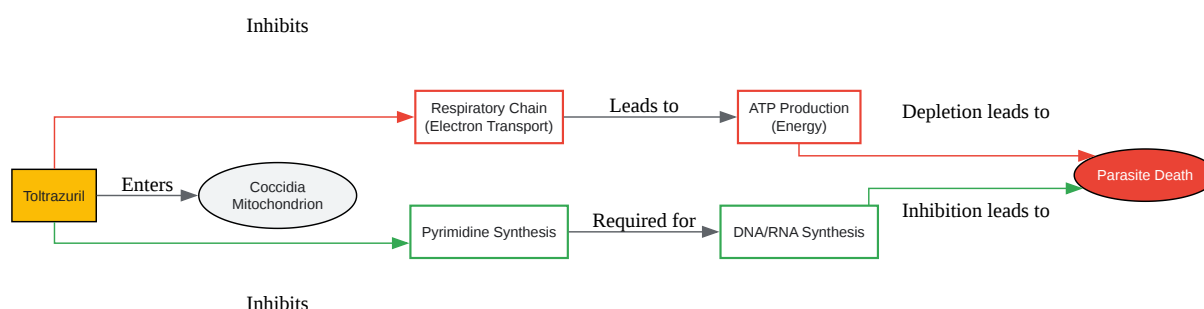 Inhibits
Respiratory Chain
(Electron Transport)
Leads to
ATP Production
(Energy)
Depletion leads to
Parasite Death
Toltrazuril
Enters
Coccidia
Mitochondrion
Pyrimidine Synthesis
Required for
DNA/RNA Synthesis
Inhibition leads to
Inhibits